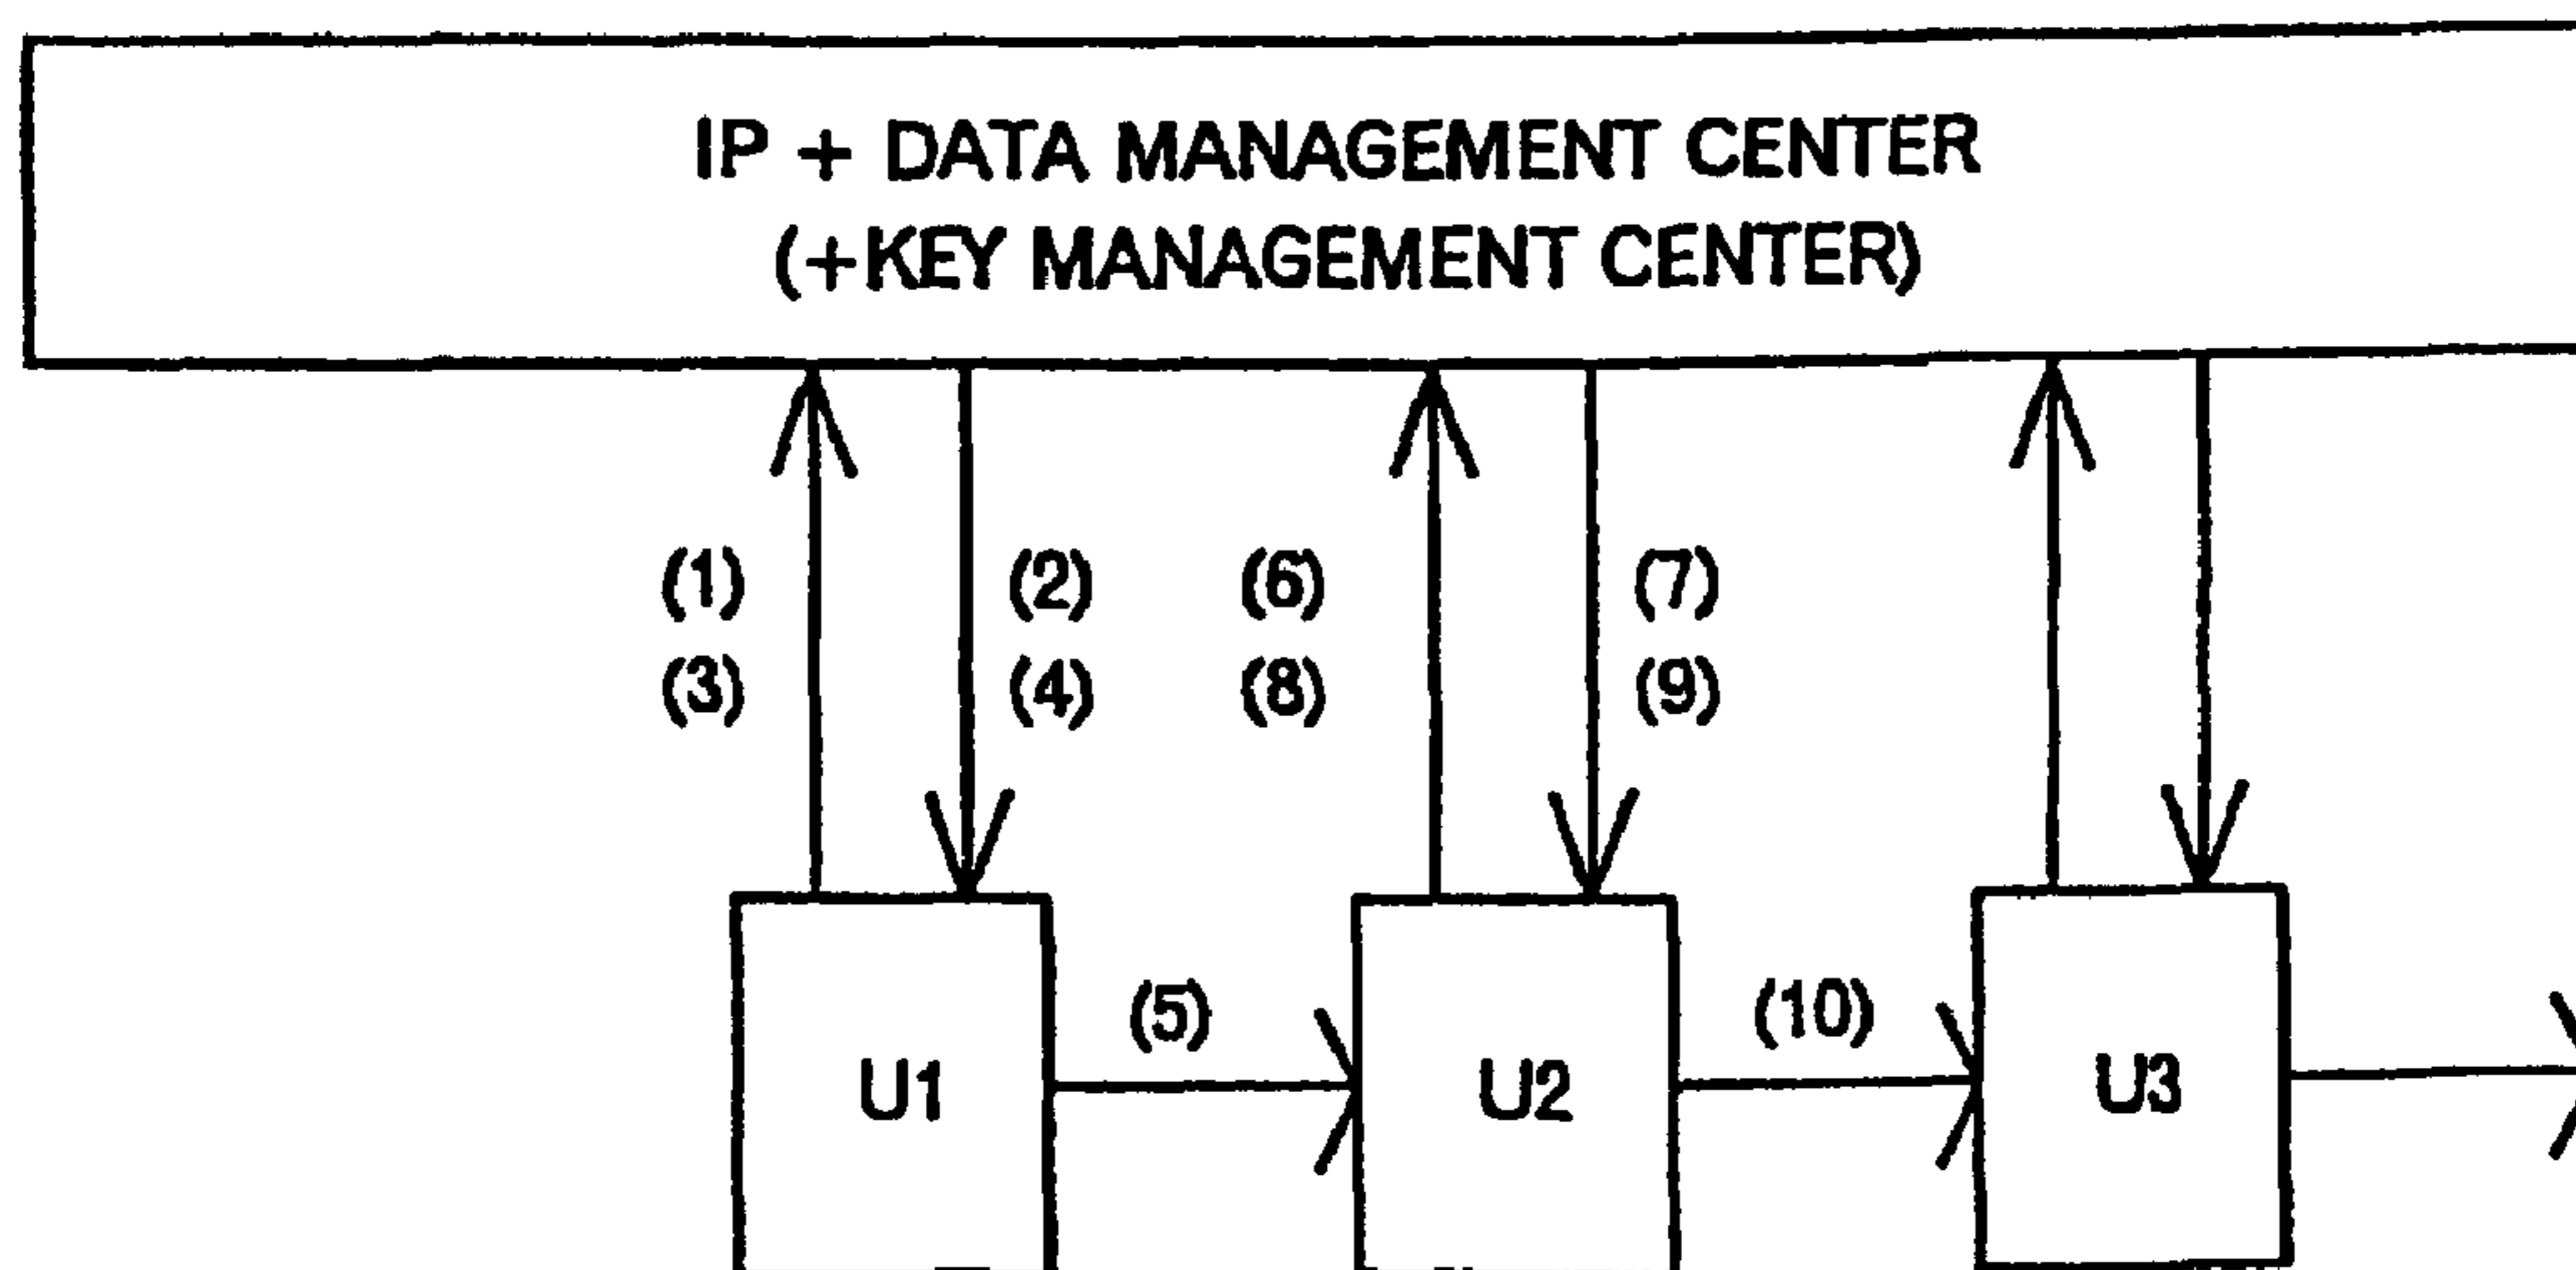 IP + DATA MANAGEMENT CENTER
(+KEY MANAGEMENT CENTER)
(1) (2) (6) (7)
(3) (4) (8) (9)
(5) (10)
U1 U2 U3